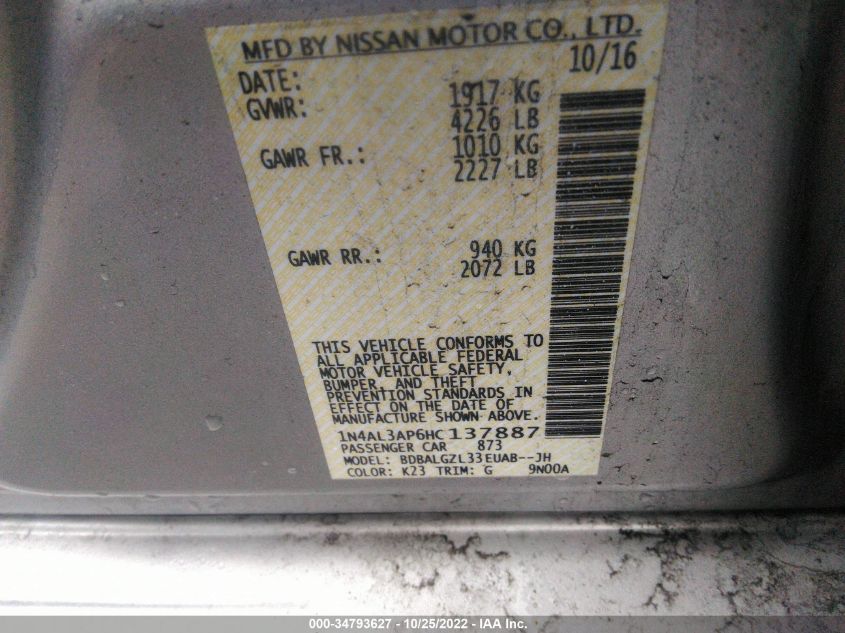 MFD BY NISSAN MOTOR CO., LTD.
DATE: 10/16
GVWR: 1917 KG
4226 LB
GAWR FR.: 1010 KG
2227 LB
GAWR RR.: 940 KG
2072 LB
THIS VEHICLE CONFORMS TO
ALL APPLICABLE FEDERAL
MOTOR VEHICLE SAFETY,
BUMPER, AND THEFT
PREVENTION STANDARDS IN
EFFECT ON THE DATE OF
MANUFACTURE SHOWN ABOVE.
1N4AL3AP6HC137887
PASSENGER CAR 873
MODEL: BDBALGZL33EUAB--JH
COLOR: K23 TRIM: G 9N00A
000-34793627 - 10/25/2022 - IAA Inc.